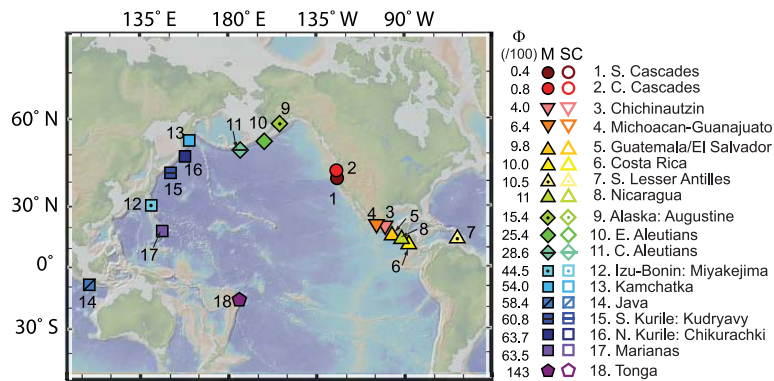 135° E 180° E 135° W 90° W
60° N
30° N
0°
30° S
1
2
3
4
5
6
7
8
9
10
11
12
13
14
15
16
17
18
Φ
(/100) M SC
0.4 1. S. Cascades
0.8 2. C. Cascades
4.0 3. Chichinautzin
6.4 4. Michoacan-Guanajuato
9.8 5. Guatemala/El Salvador
10.0 6. Costa Rica
10.5 7. S. Lesser Antilles
11 8. Nicaragua
15.4 9. Alaska: Augustine
25.4 10. E. Aleutians
28.6 11. C. Aleutians
44.5 12. Izu-Bonin: Miyakejima
54.0 13. Kamchatka
58.4 14. Java
60.8 15. S. Kurile: Kudryavy
63.7 16. N. Kurile: Chikurachki
63.5 17. Marianas
143 18. Tonga